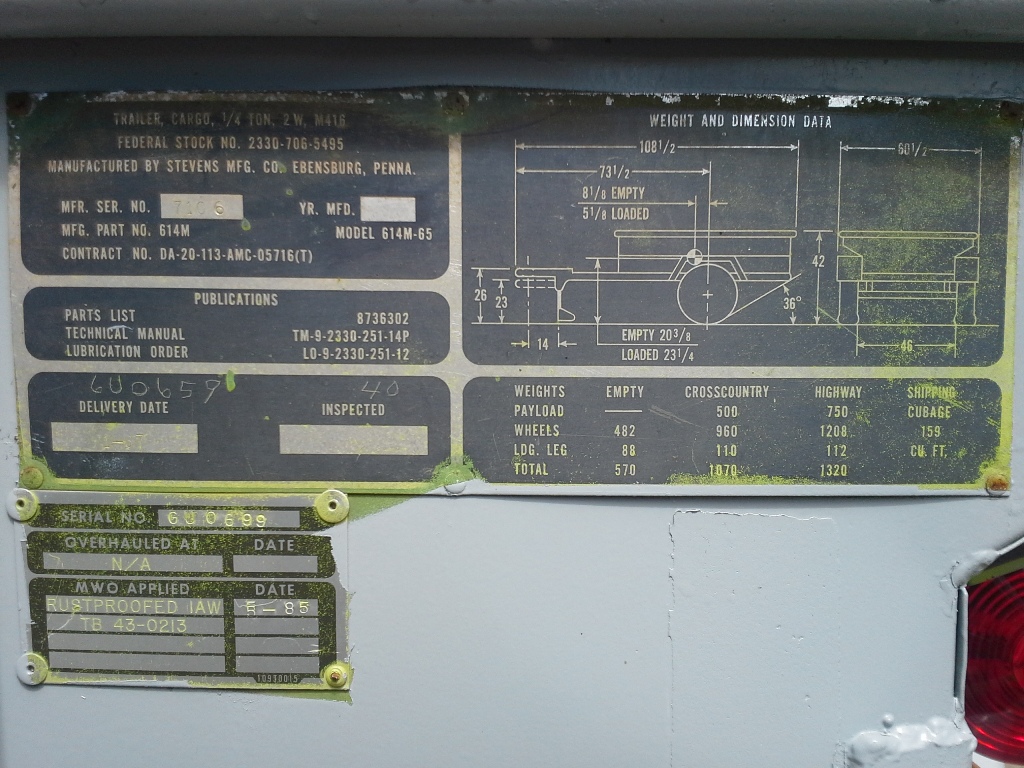 TRAILER, CARGO, 1/4 TON, 2 W, M416
FEDERAL STOCK NO. 2330-706-5495
MANUFACTURED BY STEVENS MFG. CO. EBENSBURG, PENNA.
MFR. SER. NO. 7106 YR. MFD.
MFG. PART NO. 614M MODEL 614M-65
CONTRACT NO. DA-20-113-AMC-05716(T)
PUBLICATIONS
PARTS LIST 8736302
TECHNICAL MANUAL TM-9-2330-251-14P
LUBRICATION ORDER LO-9-2330-251-12
6U0659 40
DELIVERY DATE INSPECTED
WEIGHT AND DIMENSION DATA
108 1/2
60 1/2
73 1/2
8 1/8 EMPTY
5 1/8 LOADED
42
26
23
36°
14
EMPTY 20 3/8
LOADED 23 1/4
46
WEIGHTS EMPTY CROSSCOUNTRY HIGHWAY SHIPPING
PAYLOAD — 500 750 CUBAGE
WHEELS 482 960 1208 159
LDG. LEG 88 110 112 CU. FT.
TOTAL 570 1070 1320
SERIAL NO. 6U0699
OVERHAULED AT DATE
N/A
MWO APPLIED DATE
RUSTPROOFED IAW 5-85
TB 43-0213
10930015